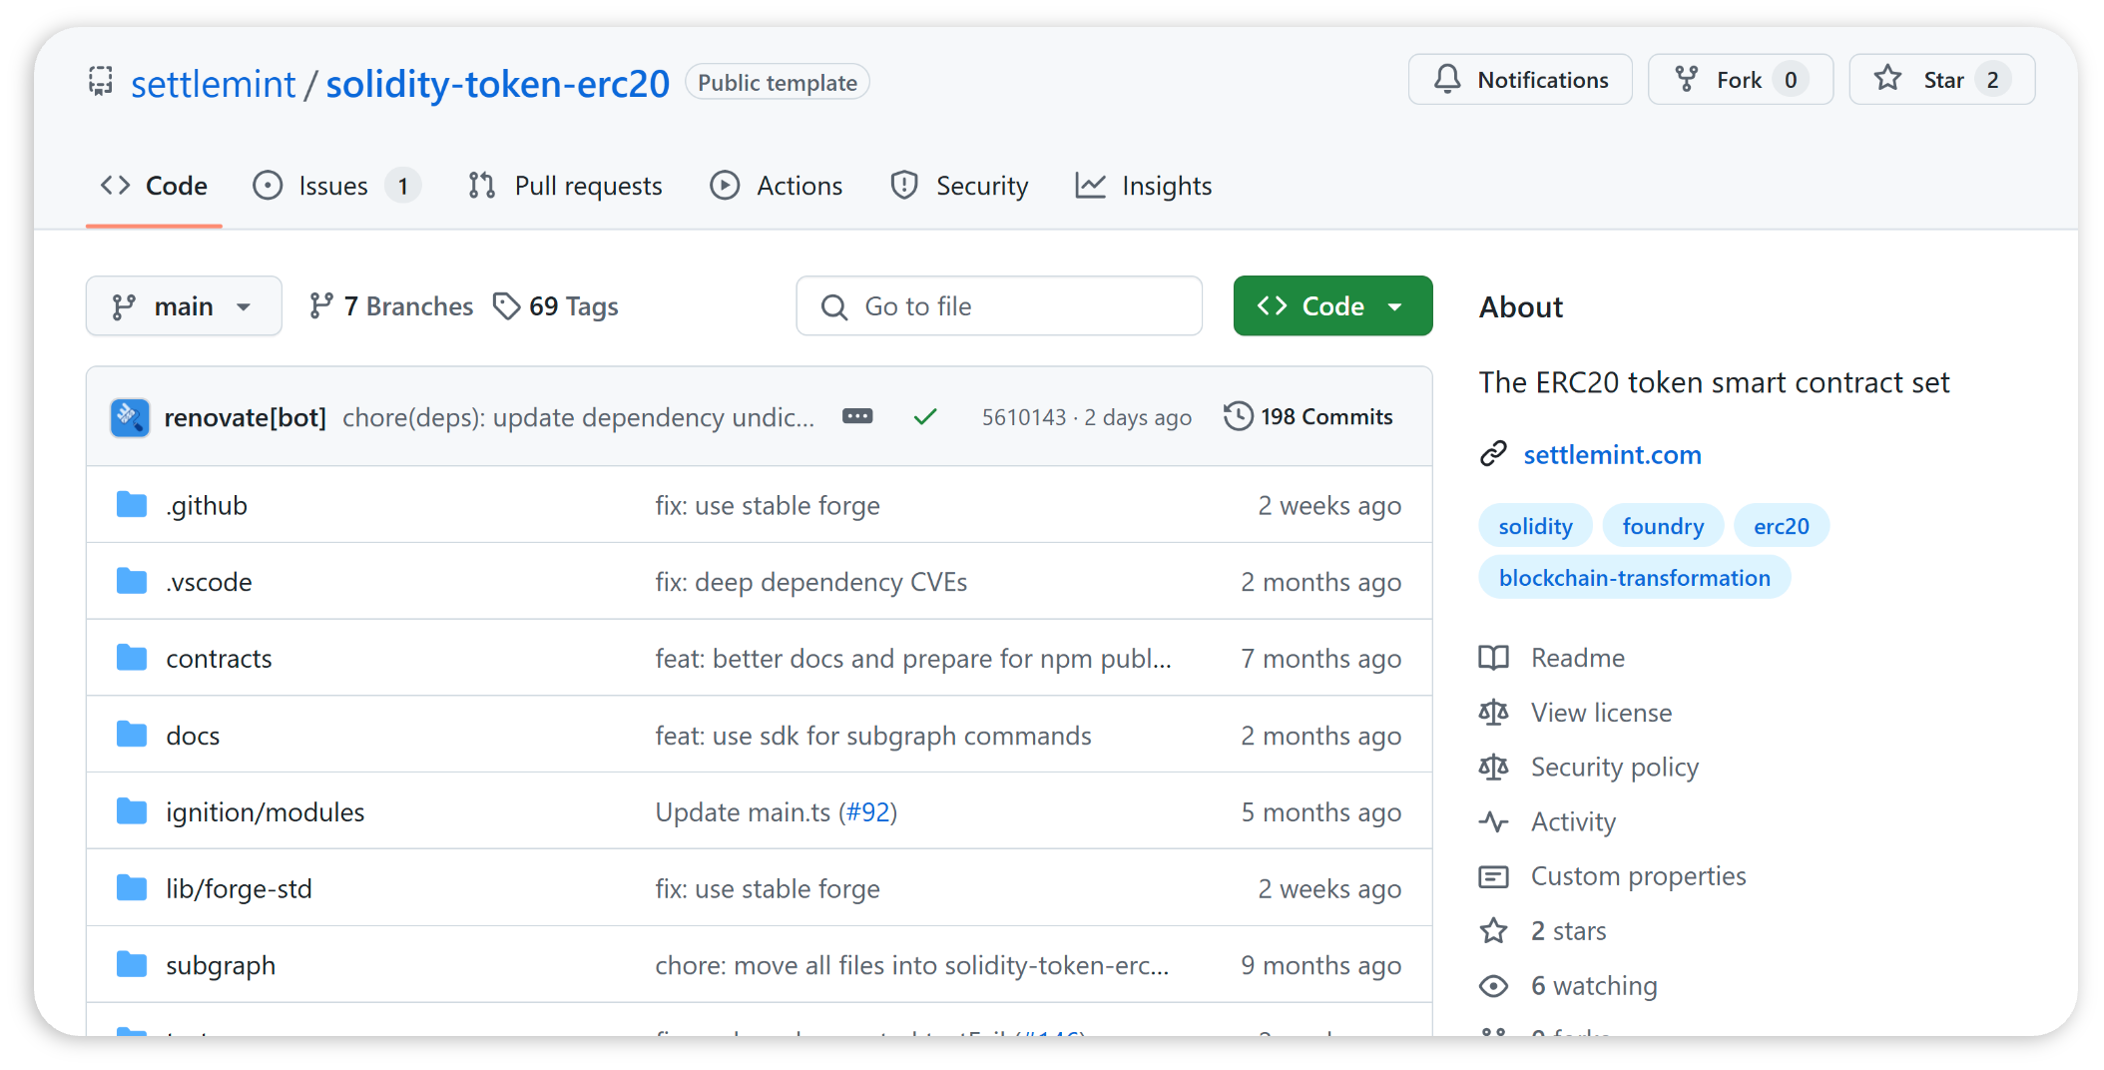 settlemint / solidity-token-erc20 Public template
Notifications Fork 0 Star 2
Code Issues 1 Pull requests Actions Security Insights
main 7 Branches 69 Tags Go to file Code
renovate[bot] chore(deps): update dependency undic... 5610143 · 2 days ago 198 Commits
.github fix: use stable forge 2 weeks ago
.vscode fix: deep dependency CVEs 2 months ago
contracts feat: better docs and prepare for npm publ... 7 months ago
docs feat: use sdk for subgraph commands 2 months ago
ignition/modules Update main.ts (#92) 5 months ago
lib/forge-std fix: use stable forge 2 weeks ago
subgraph chore: move all files into solidity-token-erc... 9 months ago
About
The ERC20 token smart contract set
settlemint.com
solidity foundry erc20
blockchain-transformation
Readme
View license
Security policy
Activity
Custom properties
2 stars
6 watching